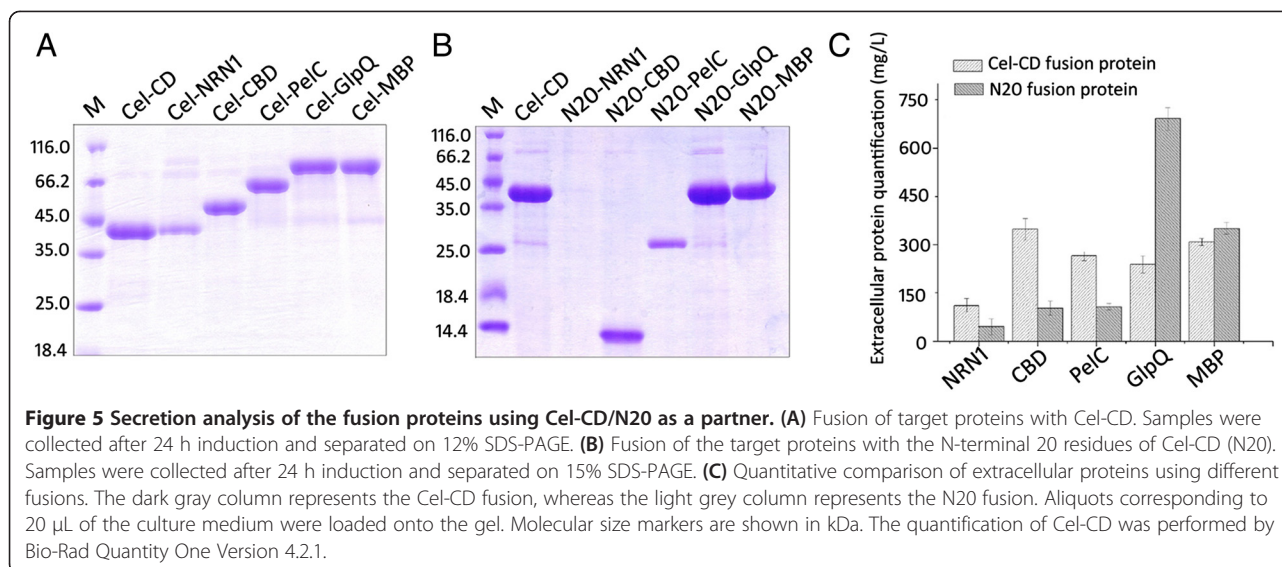 A
M
Cel-CD
Cel-NRN1
Cel-CBD
Cel-PelC
Cel-GlpQ
Cel-MBP
116.0
66.2
45.0
35.0
25.0
18.4
B
M
Cel-CD
N20-NRN1
N20-CBD
N20-PelC
N20-GlpQ
N20-MBP
116.0
66.2
45.0
35.0
25.0
18.4
14.4
C
Cel-CD fusion protein
N20 fusion protein
Extracellular protein quantification (mg/L)
750
600
450
300
150
0
NRN1
CBD
PelC
GlpQ
MBP
Figure 5 Secretion analysis of the fusion proteins using Cel-CD/N20 as a partner. (A) Fusion of target proteins with Cel-CD. Samples were
collected after 24 h induction and separated on 12% SDS-PAGE. (B) Fusion of the target proteins with the N-terminal 20 residues of Cel-CD (N20).
Samples were collected after 24 h induction and separated on 15% SDS-PAGE. (C) Quantitative comparison of extracellular proteins using different
fusions. The dark gray column represents the Cel-CD fusion, whereas the light grey column represents the N20 fusion. Aliquots corresponding to
20 μL of the culture medium were loaded onto the gel. Molecular size markers are shown in kDa. The quantification of Cel-CD was performed by
Bio-Rad Quantity One Version 4.2.1.